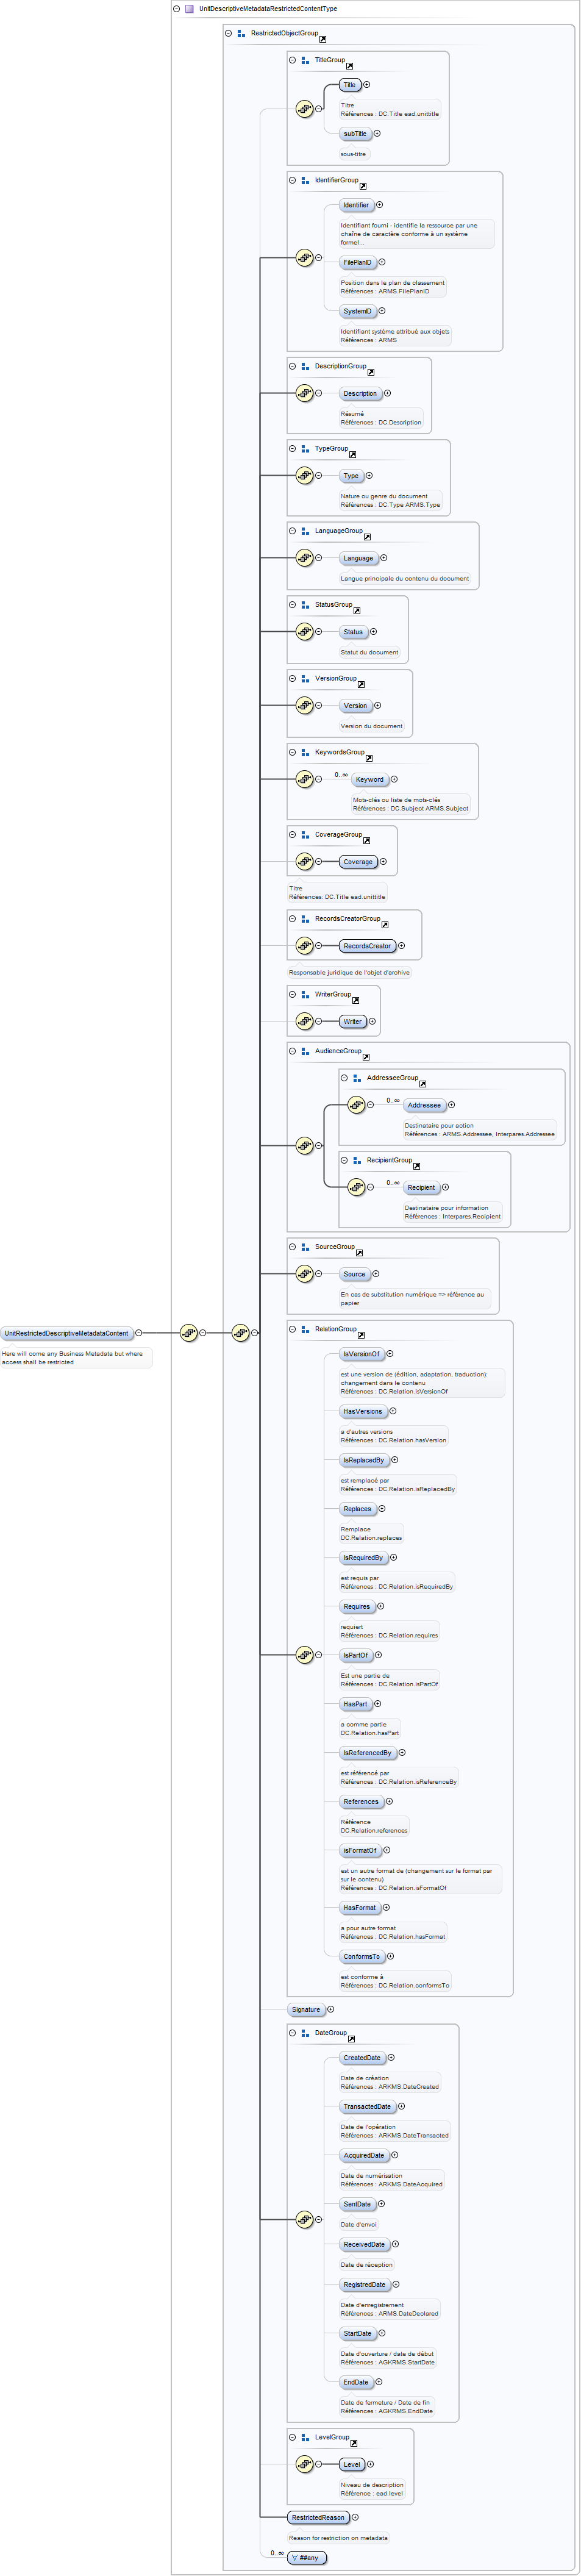 UnitDescriptiveMetadataRestrictedContentType
RestrictedObjectGroup
TitleGroup
Title
Titre
Références : DC.Title ead.unittitle
subTitle
sous-titre
IdentifierGroup
Identifier
Identifiant fourni - identifie la ressource par une
chaîne de caractère conforme à un système
formel...
FilePlanID
Position dans le plan de classement
Références : ARMS.FilePlanID
SystemID
Identifiant système attribué aux objets
Références : ARMS
DescriptionGroup
Description
Résumé
Références : DC.Description
TypeGroup
Type
Nature ou genre du document
Références : DC.Type ARMS.Type
LanguageGroup
Language
Langue principale du contenu du document
StatusGroup
Status
Statut du document
VersionGroup
Version
Version du document
KeywordsGroup
0..∞
Keyword
Mots-clés ou liste de mots-clés
Références : DC.Subject ARMS.Subject
CoverageGroup
Coverage
Titre
Références: DC.Title ead.unittitle
RecordsCreatorGroup
RecordsCreator
Responsable juridique de l'objet d'archive
WriterGroup
Writer
AudienceGroup
AddresseeGroup
0..∞
Addressee
Destinataire pour action
Références : ARMS.Addressee, Interpares.Addressee
RecipientGroup
0..∞
Recipient
Destinataire pour information
Références : Interpares.Recipient
SourceGroup
Source
En cas de substitution numérique => référence au
papier
UnitRestrictedDescriptiveMetadataContent
Here will come any Business Metadata but where
access shall be restricted
RelationGroup
IsVersionOf
est une version de (édition, adaptation, traduction):
changement dans le contenu
Références : DC.Relation.isVersionOf
HasVersions
a d'autres versions
Références : DC.Relation.hasVersion
IsReplacedBy
est remplacé par
Références : DC.Relation.isReplacedBy
Replaces
Remplace
DC.Relation.replaces
IsRequiredBy
est requis par
Références : DC.Relation.isRequiredBy
Requires
requiert
Références : DC.Relation.requires
IsPartOf
Est une partie de
Références : DC.Relation.isPartOf
HasPart
a comme partie
DC.Relation.hasPart
IsReferencedBy
est référencé par
Références : DC.Relation.isReferenceBy
References
Référence
DC.Relation.references
isFormatOf
est un autre format de (changement sur le format par
sur le contenu)
Références : DC.Relation.isFormatOf
HasFormat
a pour autre format
Références : DC.Relation.hasFormat
ConformsTo
est conforme à
Références : DC.Relation.conformsTo
Signature
DateGroup
CreatedDate
Date de création
Références : ARKMS.DateCreated
TransactedDate
Date de l'opération
Références : ARKMS.DateTransacted
AcquiredDate
Date de numérisation
Références : ARKMS.DateAcquired
SentDate
Date d'envoi
ReceivedDate
Date de réception
RegistredDate
Date d'enregistrement
Références : ARMS.DateDeclared
StartDate
Date d'ouverture / date de début
Références : AGKRMS.StartDate
EndDate
Date de fermeture / Date de fin
Références : AGKRMS.EndDate
LevelGroup
Level
Niveau de description
Référence : ead.level
RestrictedReason
Reason for restriction on metadata
0..∞
##any